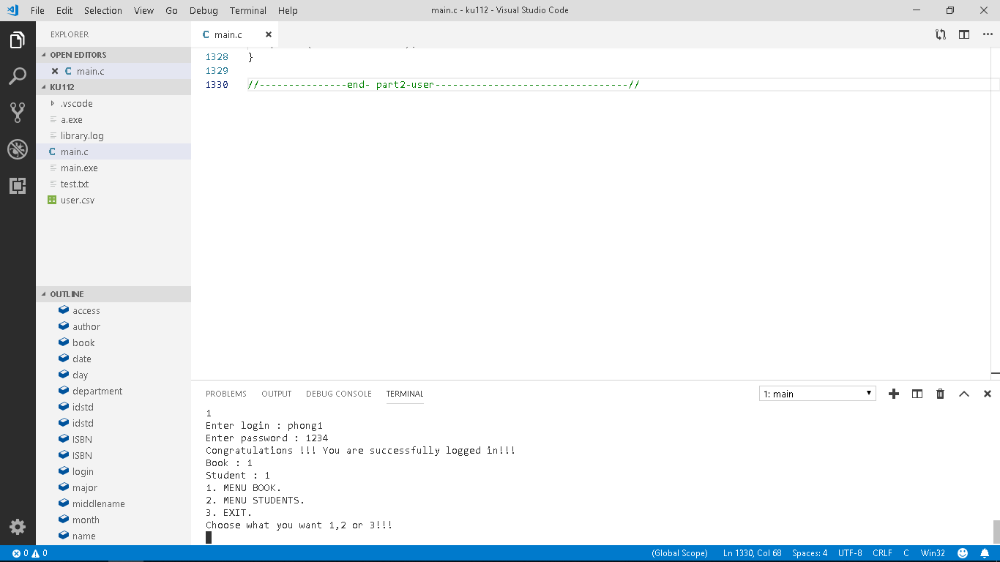 File Edit Selection View Go Debug Terminal Help
main.c - ku112 - Visual Studio Code
EXPLORER
OPEN EDITORS
main.c
KU112
.vscode
a.exe
library.log
main.c
main.exe
test.txt
user.csv
OUTLINE
access
author
book
date
day
department
idstd
idstd
ISBN
ISBN
login
major
middlename
month
name
main.c
1328 }
1329
1330 //---------------end- part2-user---------------------------------//
PROBLEMS OUTPUT DEBUG CONSOLE TERMINAL
1: main
1
Enter login : phong1
Enter password : 1234
Congratulations !!! You are successfully logged in!!!
Book : 1
Student : 1
1. MENU BOOK.
2. MENU STUDENTS.
3. EXIT.
Choose what you want 1,2 or 3!!!
0 0 (Global Scope) Ln 1330, Col 68 Spaces: 4 UTF-8 CRLF C Win32